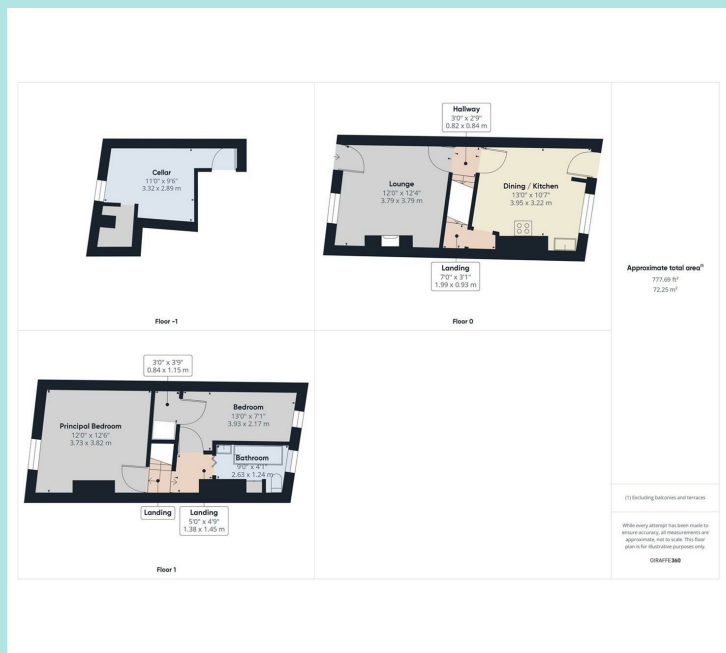 Cellar
11'0" x 9'6"
3.32 x 2.89 m
Floor -1
Hallway
3'0" x 2'9"
0.82 x 0.84 m
Lounge
12'0" x 12'4"
3.79 x 3.79 m
Dining / Kitchen
13'0" x 10'7"
3.95 x 3.22 m
Landing
7'0" x 3'1"
1.99 x 0.93 m
Floor 0
Approximate total area⁽¹⁾
777.69 ft²
72.25 m²
3'0" x 3'9"
0.84 x 1.15 m
Principal Bedroom
12'0" x 12'6"
3.73 x 3.82 m
Bedroom
13'0" x 7'1"
3.93 x 2.17 m
Bathroom
9'0" x 4'1"
2.63 x 1.24 m
Landing
Landing
5'0" x 4'9"
1.38 x 1.45 m
Floor 1
(1) Excluding balconies and terraces
While every attempt has been made to
ensure accuracy, all measurements are
approximate, not to scale. This floor
plan is for illustrative purposes only.
GIRAFFE360